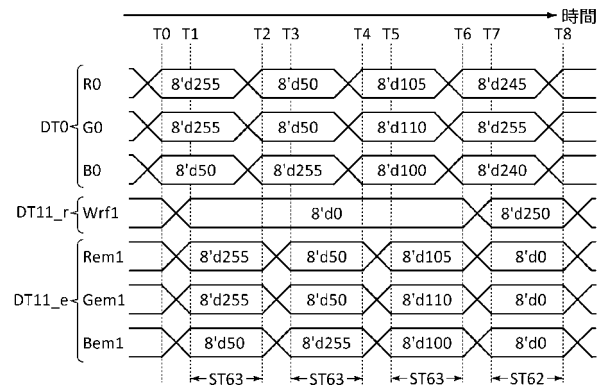 時間
T0 T1 T2 T3 T4 T5 T6 T7 T8
R0 8'd255 8'd50 8'd105 8'd245
DT0 G0 8'd255 8'd50 8'd110 8'd255
B0 8'd50 8'd255 8'd100 8'd240
DT11_r Wrf1 8'd0 8'd250
Rem1 8'd255 8'd50 8'd105 8'd0
DT11_e Gem1 8'd255 8'd50 8'd110 8'd0
Bem1 8'd50 8'd255 8'd100 8'd0
ST63 ST63 ST63 ST62